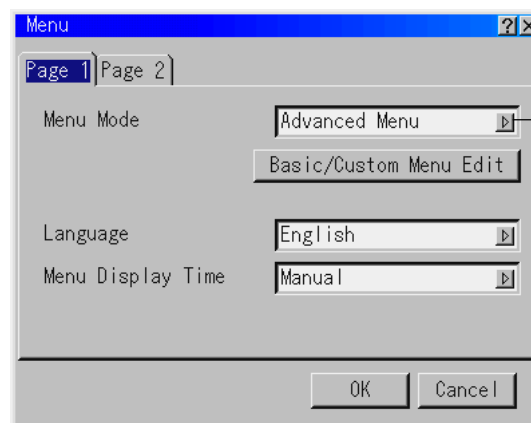 Menu ? ×
Page 1 Page 2
Menu Mode Advanced Menu
Basic/Custom Menu Edit
Language English
Menu Display Time Manual
OK Cancel